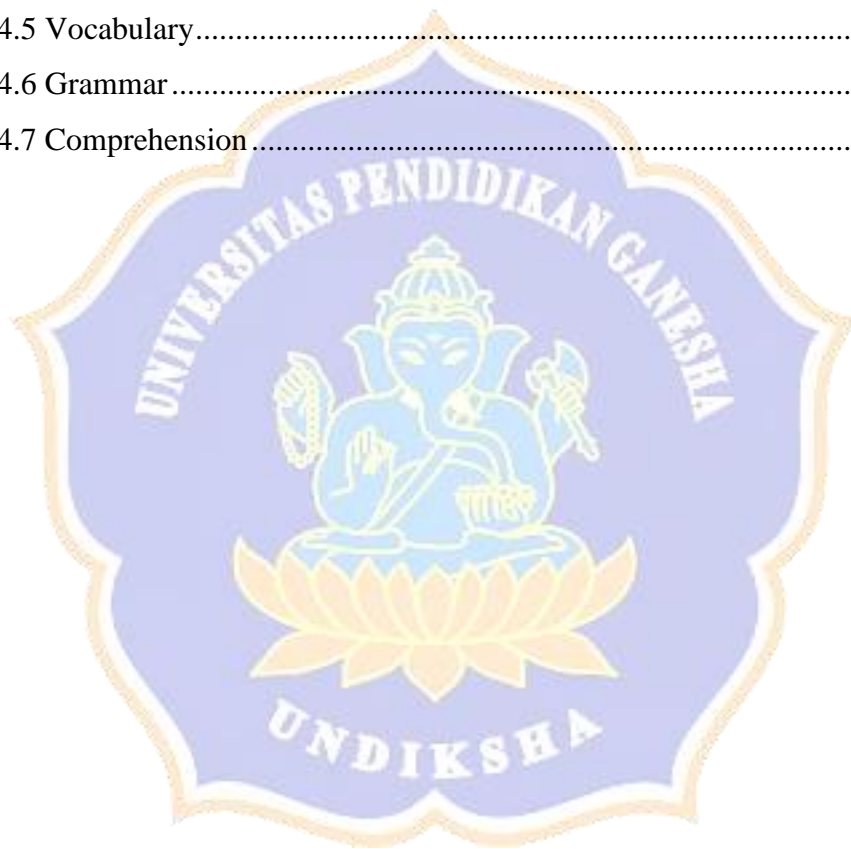 4.5 Vocabulary...........................................................................
4.6 Grammar..............................................................................
4.7 Comprehension....................................................................
UNIVERSITAS PENDIDIKAN GANESHA
UNDIKSHA